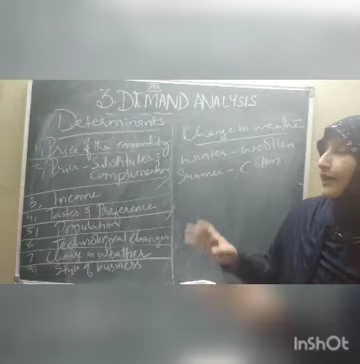 3. DEMAND ANALYSIS
Determinants
1, Price of the commodity
2, Price - Substitutes &
Complementary
3, Income
4, Tastes & Preference
5, Population
6 Technological Changes
7 Change in weather
8, Style of business
Change in weather
Winter - Woollen
Summer - Cotton
InShOt